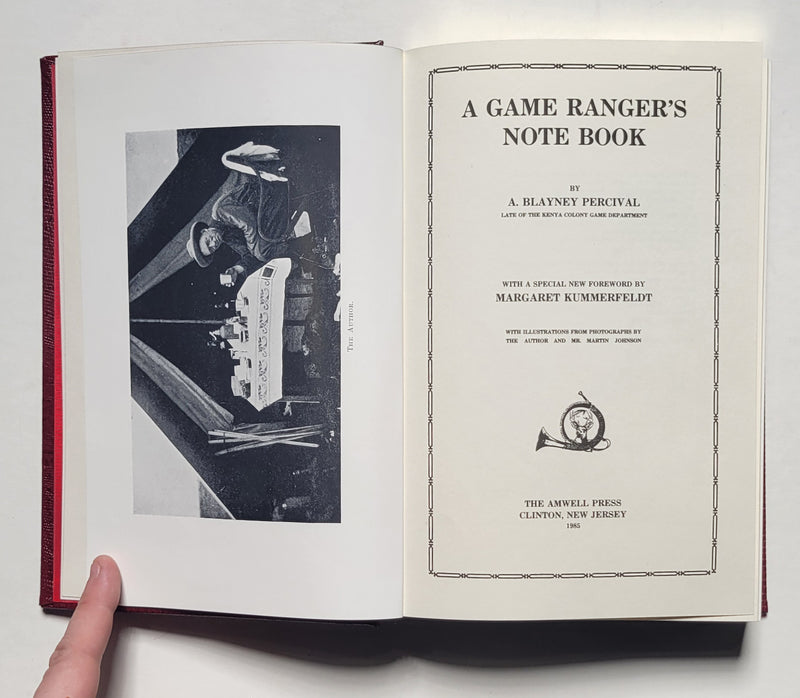 THE AUTHOR.
A GAME RANGER'S
NOTE BOOK
BY
A. BLAYNEY PERCIVAL
LATE OF THE KENYA COLONY GAME DEPARTMENT
WITH A SPECIAL NEW FOREWORD BY
MARGARET KUMMERFELDT
WITH ILLUSTRATIONS FROM PHOTOGRAPHS BY
THE AUTHOR AND MR. MARTIN JOHNSON
THE AMWELL PRESS
CLINTON, NEW JERSEY
1985